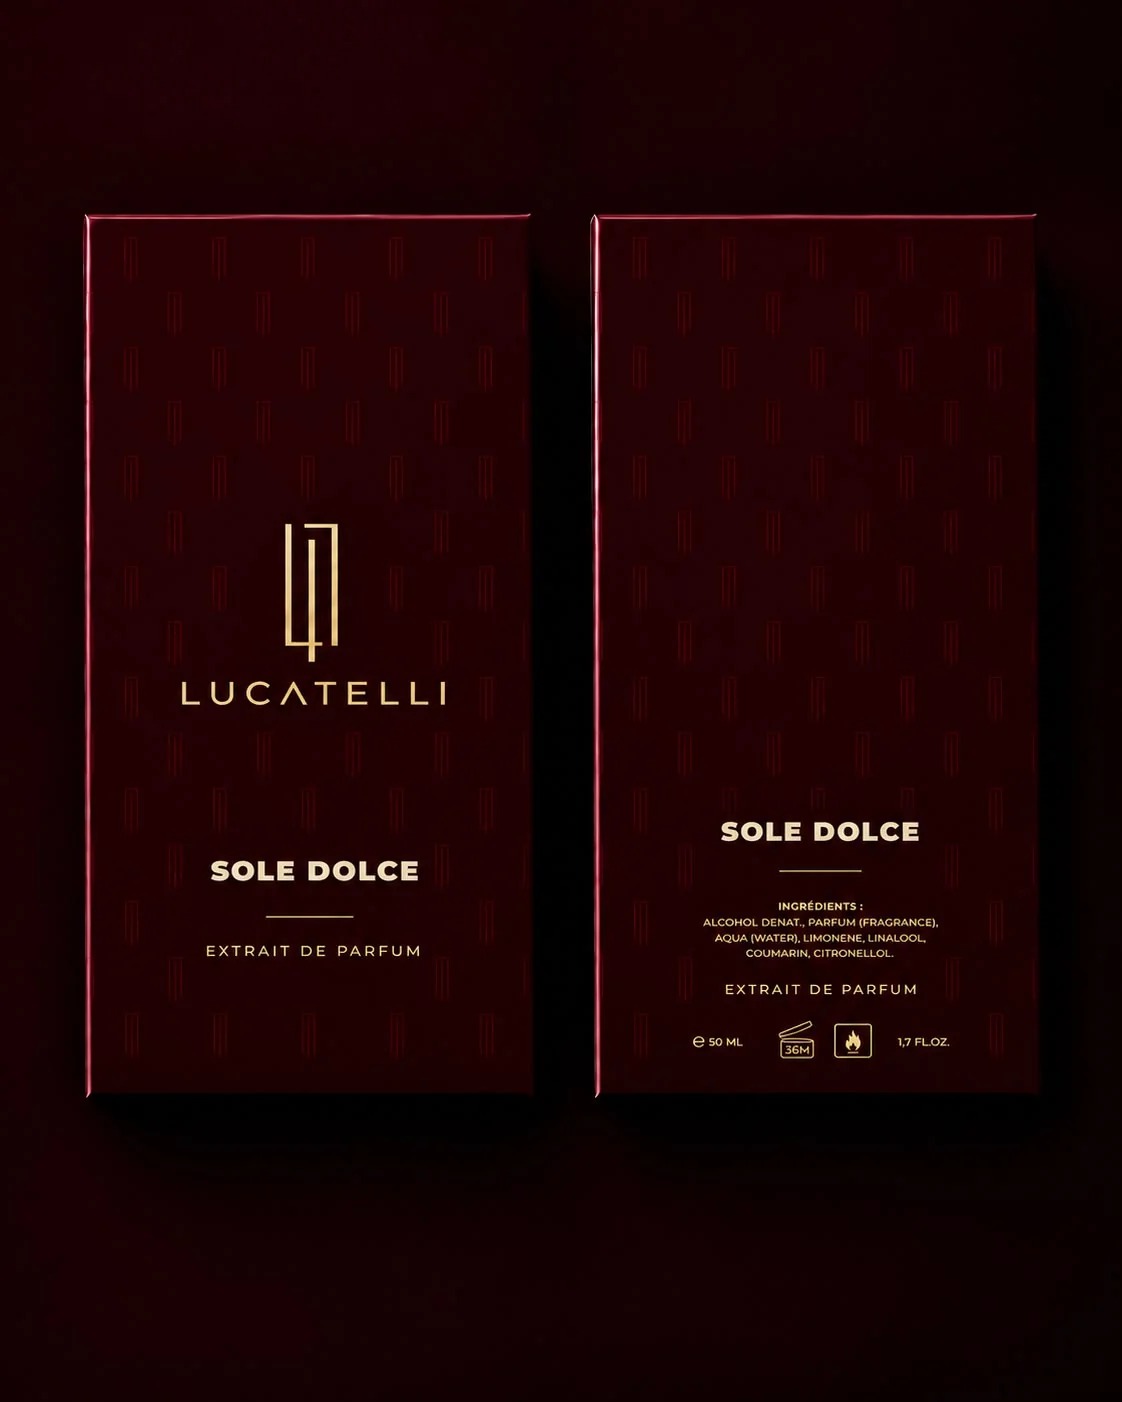 LUCATELLI
SOLE DOLCE
EXTRAIT DE PARFUM
SOLE DOLCE
INGRÉDIENTS :
ALCOHOL DENAT., PARFUM (FRAGRANCE),
AQUA (WATER), LIMONENE, LINALOOL,
COUMARIN, CITRONELLOL.
EXTRAIT DE PARFUM
℮ 50 ML 36M 1,7 FL.OZ.